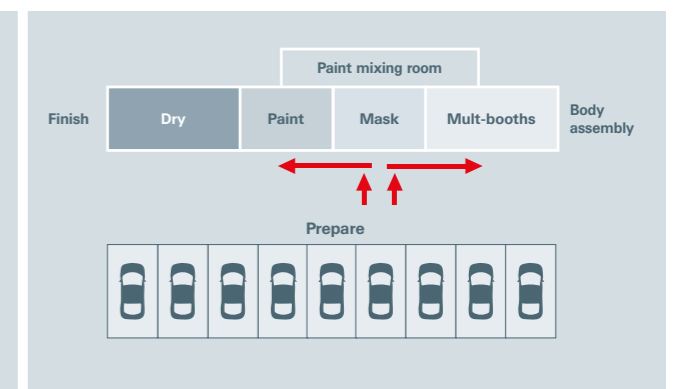 Paint mixing room
Finish
Dry
Paint
Mask
Mult-booths
Body
assembly
Prepare